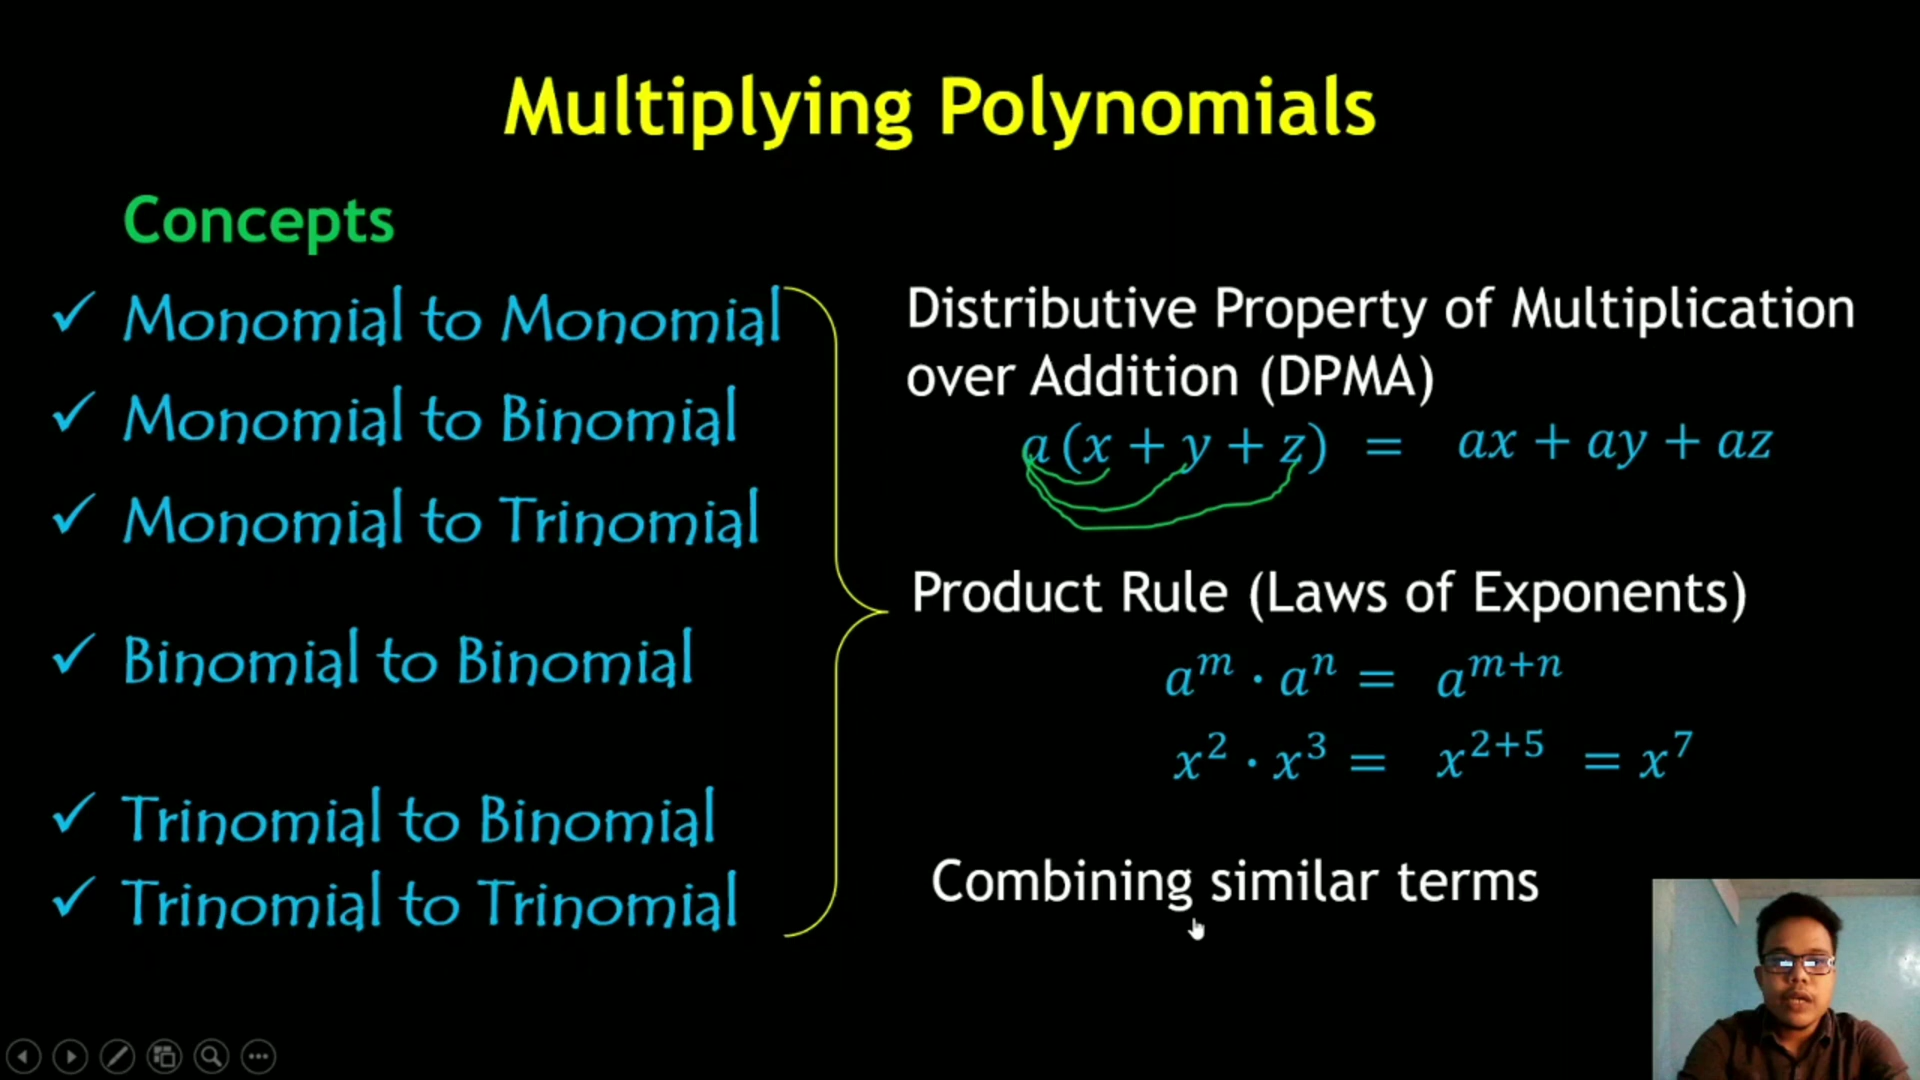 Multiplying Polynomials
Concepts
✓ Monomial to Monomial
✓ Monomial to Binomial
✓ Monomial to Trinomial
✓ Binomial to Binomial
✓ Trinomial to Binomial
✓ Trinomial to Trinomial
Distributive Property of Multiplication
over Addition (DPMA)
a(x + y + z) = ax + ay + az
Product Rule (Laws of Exponents)
a^m · a^n = a^{m+n}
x^2 · x^3 = x^{2+5} = x^7
Combining similar terms